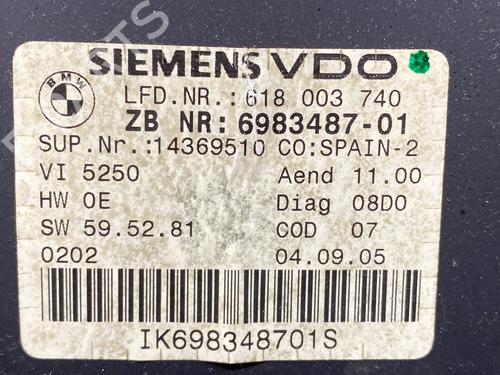 BMW
SIEMENS VDO
LFD.NR.: 618 003 740
ZB NR: 6983487-01
SUP.Nr.:14369510 CO:SPAIN-2
VI 5250 Aend 11.00
HW 0E Diag 08D0
SW 59.52.81 COD 07
0202 04.09.05
IK698348701S